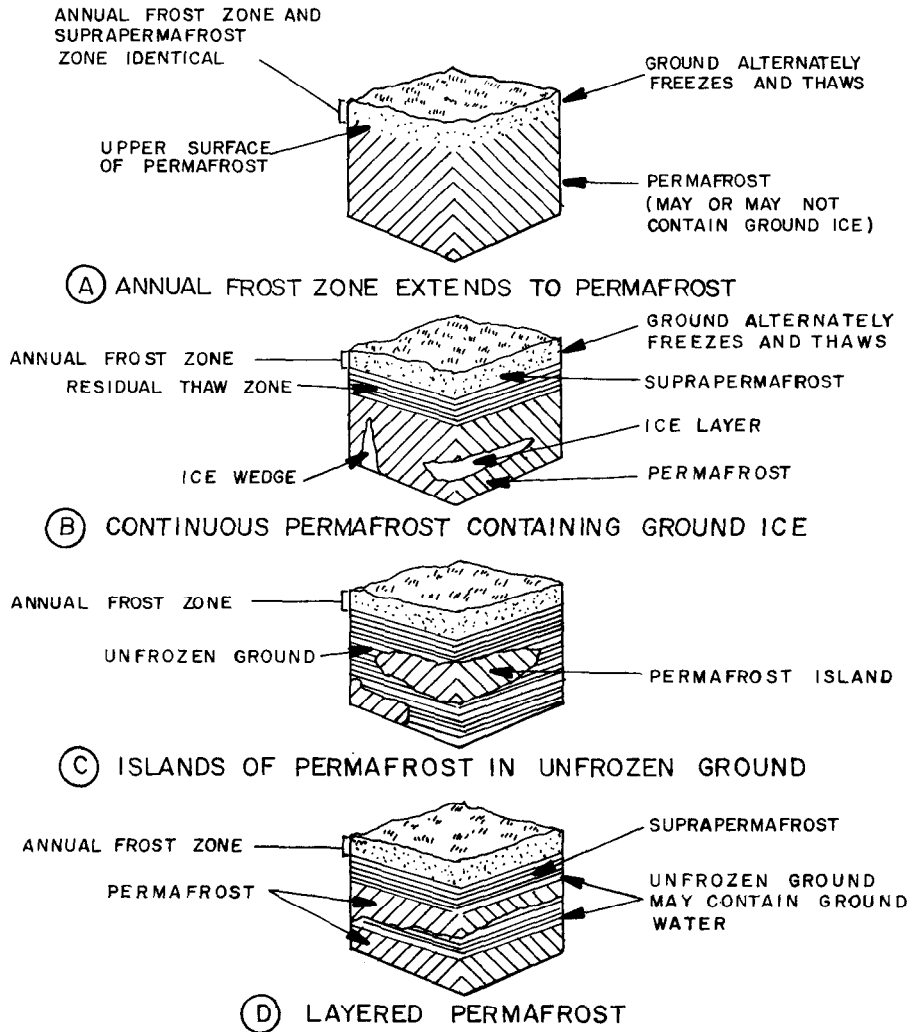 ANNUAL FROST ZONE AND
SUPRAPERMAFROST
ZONE IDENTICAL
GROUND ALTERNATELY
FREEZES AND THAWS
UPPER SURFACE
OF PERMAFROST
PERMAFROST
(MAY OR MAY NOT
CONTAIN GROUND ICE)
A ANNUAL FROST ZONE EXTENDS TO PERMAFROST
GROUND ALTERNATELY
FREEZES AND THAWS
ANNUAL FROST ZONE
RESIDUAL THAW ZONE
SUPRAPERMAFROST
ICE LAYER
ICE WEDGE
PERMAFROST
B CONTINUOUS PERMAFROST CONTAINING GROUND ICE
ANNUAL FROST ZONE
UNFROZEN GROUND
PERMAFROST ISLAND
C ISLANDS OF PERMAFROST IN UNFROZEN GROUND
SUPRAPERMAFROST
ANNUAL FROST ZONE
PERMAFROST
UNFROZEN GROUND
MAY CONTAIN GROUND
WATER
D LAYERED PERMAFROST